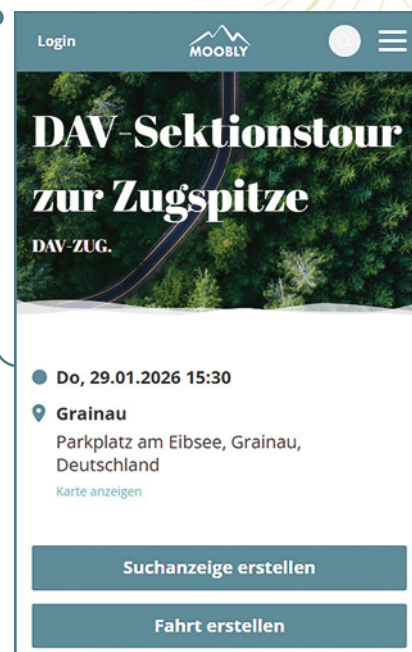 Login
MOOBLY
DAV-Sektionstour
zur Zugspitze
DAV-ZUG.
Do, 29.01.2026 15:30
Grainau
Parkplatz am Eibsee, Grainau,
Deutschland
Karte anzeigen
Suchanzeige erstellen
Fahrt erstellen